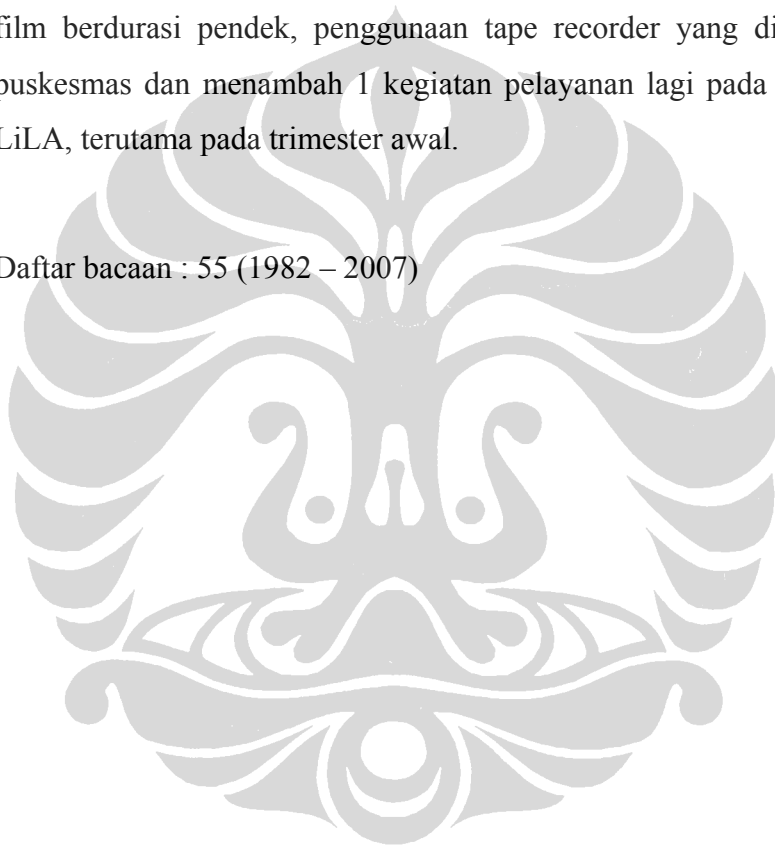 film berdurasi pendek, penggunaan tape recorder yang di
puskesmas dan menambah 1 kegiatan pelayanan lagi pada
LiLA, terutama pada trimester awal.
Daftar bacaan : 55 (1982 – 2007)